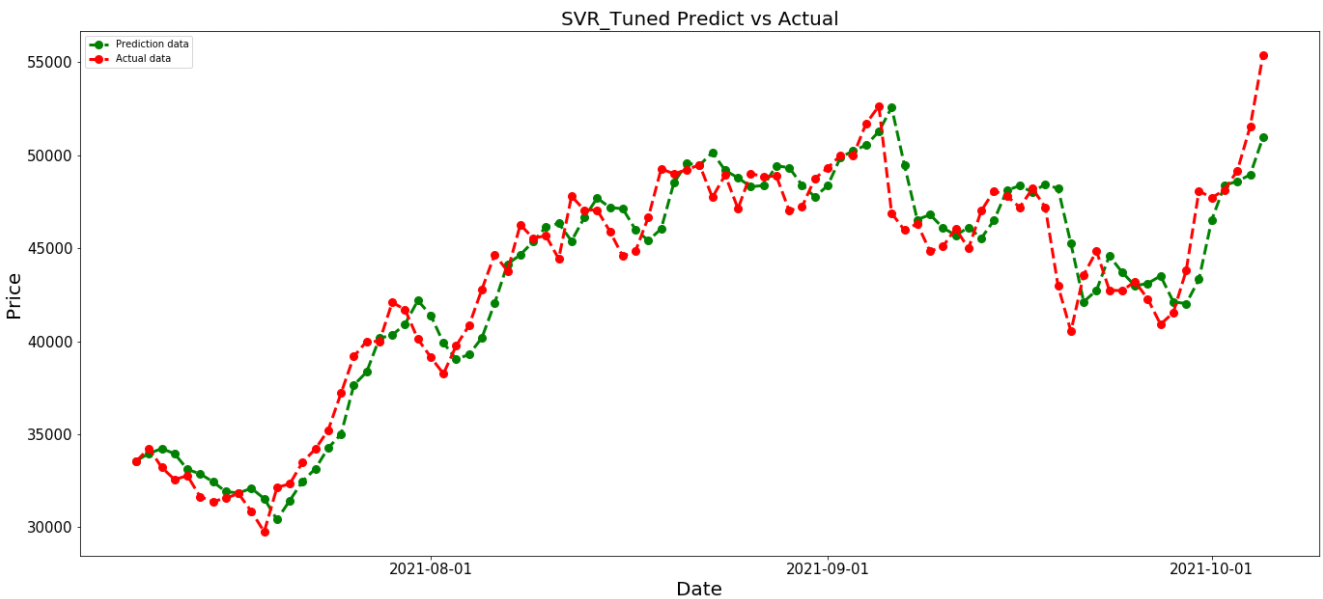 SVR_Tuned Predict vs Actual
Prediction data
Actual data
55000
50000
45000
40000
35000
30000
Price
2021-08-01
2021-09-01
2021-10-01
Date